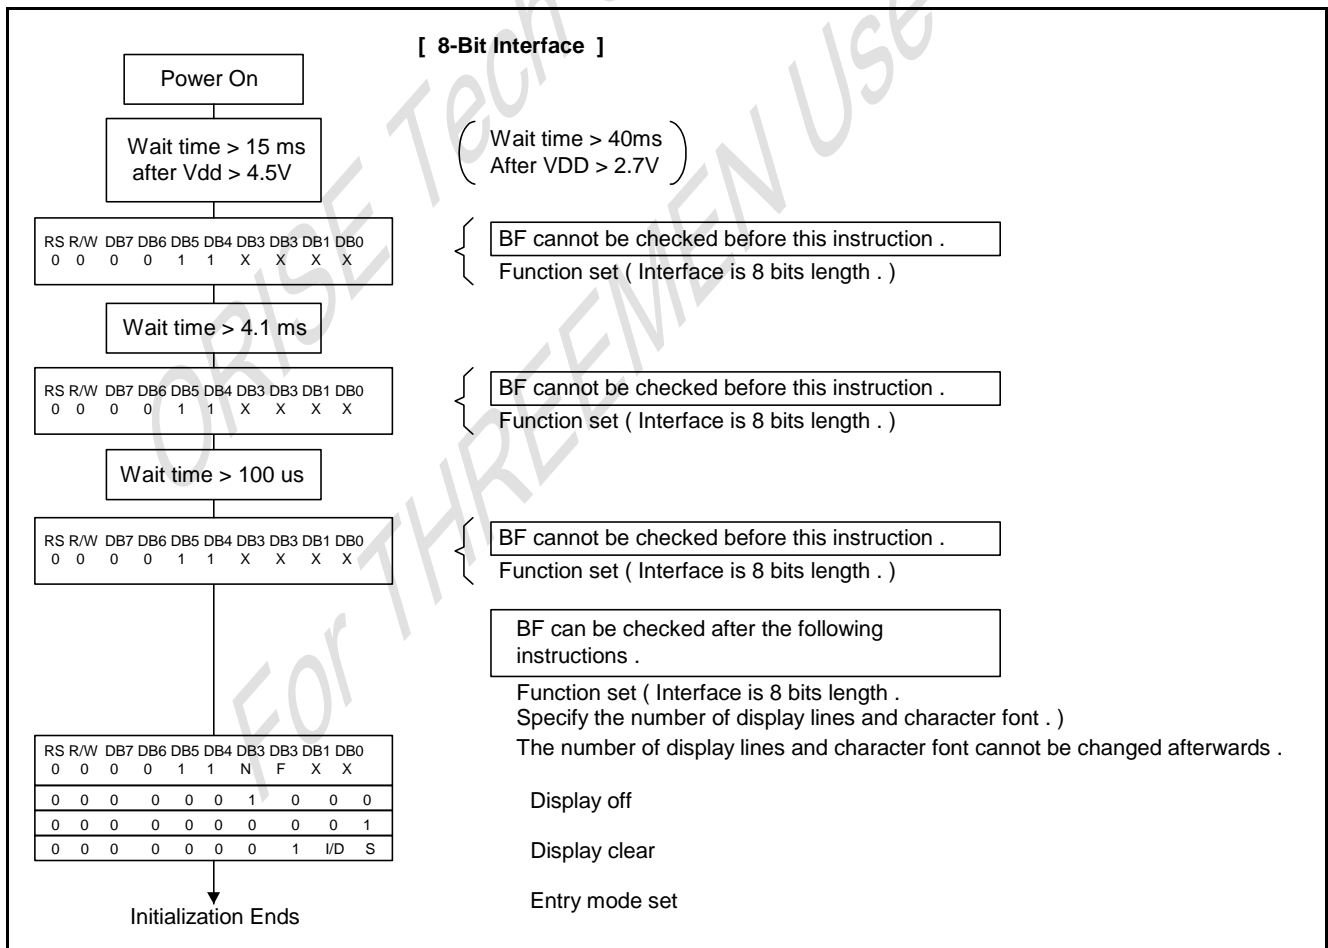 [ 8-Bit Interface ]
Power On
Wait time > 15 ms
after Vdd > 4.5V
Wait time > 40ms
After VDD > 2.7V
RS R/W DB7 DB6 DB5 DB4 DB3 DB3 DB1 DB0
0 0 0 0 1 1 X X X X
BF cannot be checked before this instruction .
Function set ( Interface is 8 bits length . )
Wait time > 4.1 ms
RS R/W DB7 DB6 DB5 DB4 DB3 DB3 DB1 DB0
0 0 0 0 1 1 X X X X
BF cannot be checked before this instruction .
Function set ( Interface is 8 bits length . )
Wait time > 100 us
RS R/W DB7 DB6 DB5 DB4 DB3 DB3 DB1 DB0
0 0 0 0 1 1 X X X X
BF cannot be checked before this instruction .
Function set ( Interface is 8 bits length . )
BF can be checked after the following
instructions .
Function set ( Interface is 8 bits length .
Specify the number of display lines and character font . )
The number of display lines and character font cannot be changed afterwards .
RS R/W DB7 DB6 DB5 DB4 DB3 DB3 DB1 DB0
0 0 0 0 1 1 N F X X
0 0 0 0 0 0 1 0 0 0
Display off
0 0 0 0 0 0 0 0 0 1
Display clear
0 0 0 0 0 0 0 1 I/D S
Entry mode set
Initialization Ends
ORISE Tech
For THREEMEN Use